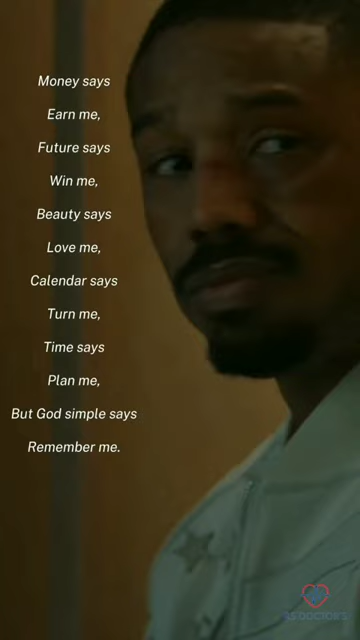 Money says
Earn me,
Future says
Win me,
Beauty says
Love me,
Calendar says
Turn me,
Time says
Plan me,
But God simple says
Remember me.